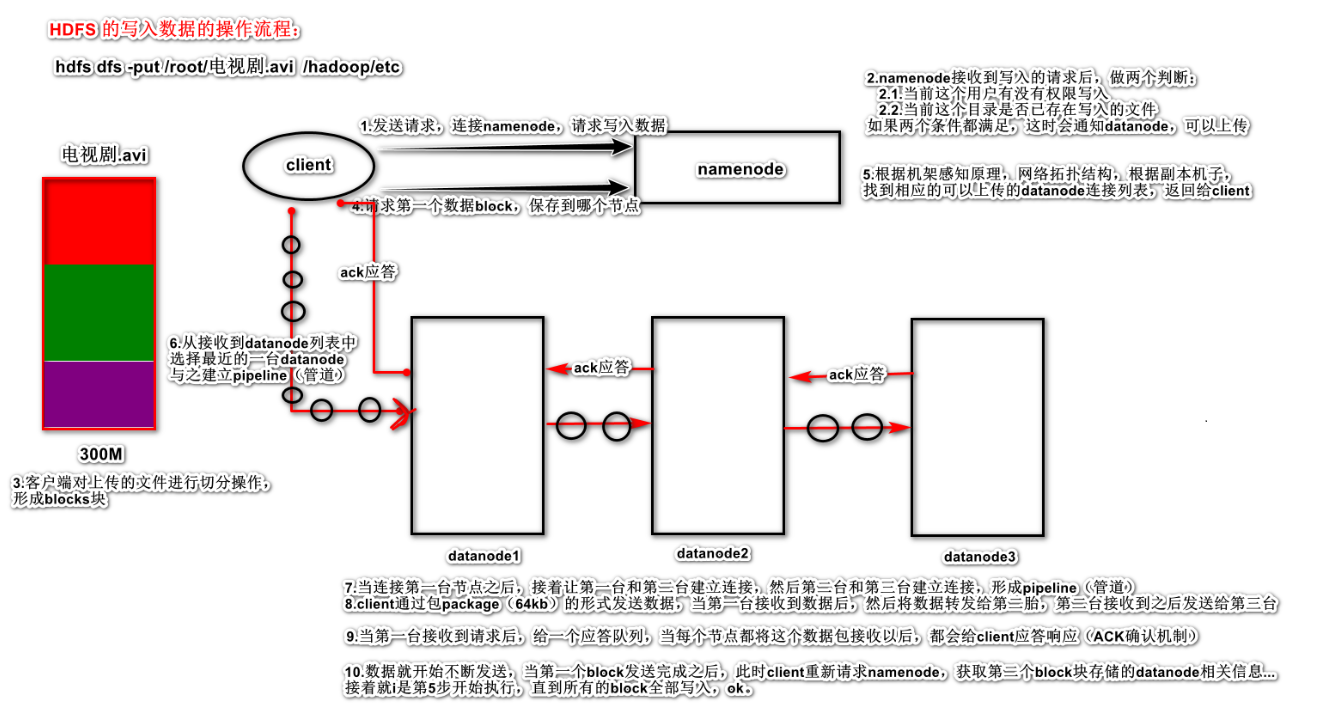 HDFS 的写入数据的操作流程：
hdfs dfs -put /root/电视剧.avi /hadoop/etc
2.namenode接收到写入的请求后，做两个判断：
2.1.当前这个用户有没有权限写入
2.2.当前这个目录是否已存在写入的文件
如果两个条件都满足，这时会通知datanode，可以上传
1.发送请求，连接namenode，请求写入数据
电视剧.avi
client
namenode
5.根据机架感知原理，网络拓扑结构，根据副本机子，
找到相应的可以上传的datanode连接列表，返回给client
4.请求第一个数据block，保存到哪个节点
ack应答
6.从接收到datanode列表中
选择最近的一台datanode
与之建立pipeline（管道）
ack应答
ack应答
300M
3.客户端对上传的文件进行切分操作，
形成blocks块
datanode1
datanode2
datanode3
7.当连接第一台节点之后，接着让第一台和第二台建立连接，然后第二台和第三台建立连接，形成pipeline（管道）
8.client通过包package（64kb）的形式发送数据，当第一台接收到数据后，然后将数据转发给第二胎，第二台接收到之后发送给第三台
9.当第一台接收到请求后，给一个应答队列，当每个节点都将这个数据包接收以后，都会给client应答响应（ACK确认机制）
10.数据就开始不断发送，当第一个block发送完成之后，此时client重新请求namenode，获取第二个block块存储的datanode相关信息...
接着就i是第5步开始执行，直到所有的block全部写入，ok。